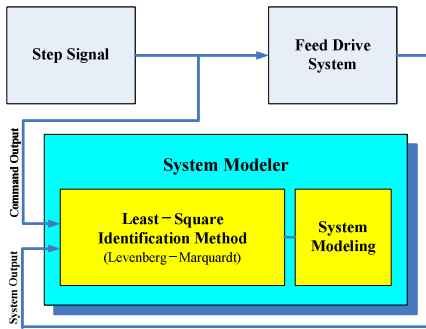 Step Signal
Feed Drive
System
Command Output
System Modeler
Least－Square
Identification Method
(Levenberg－Marquardt)
System
Modeling
System Output